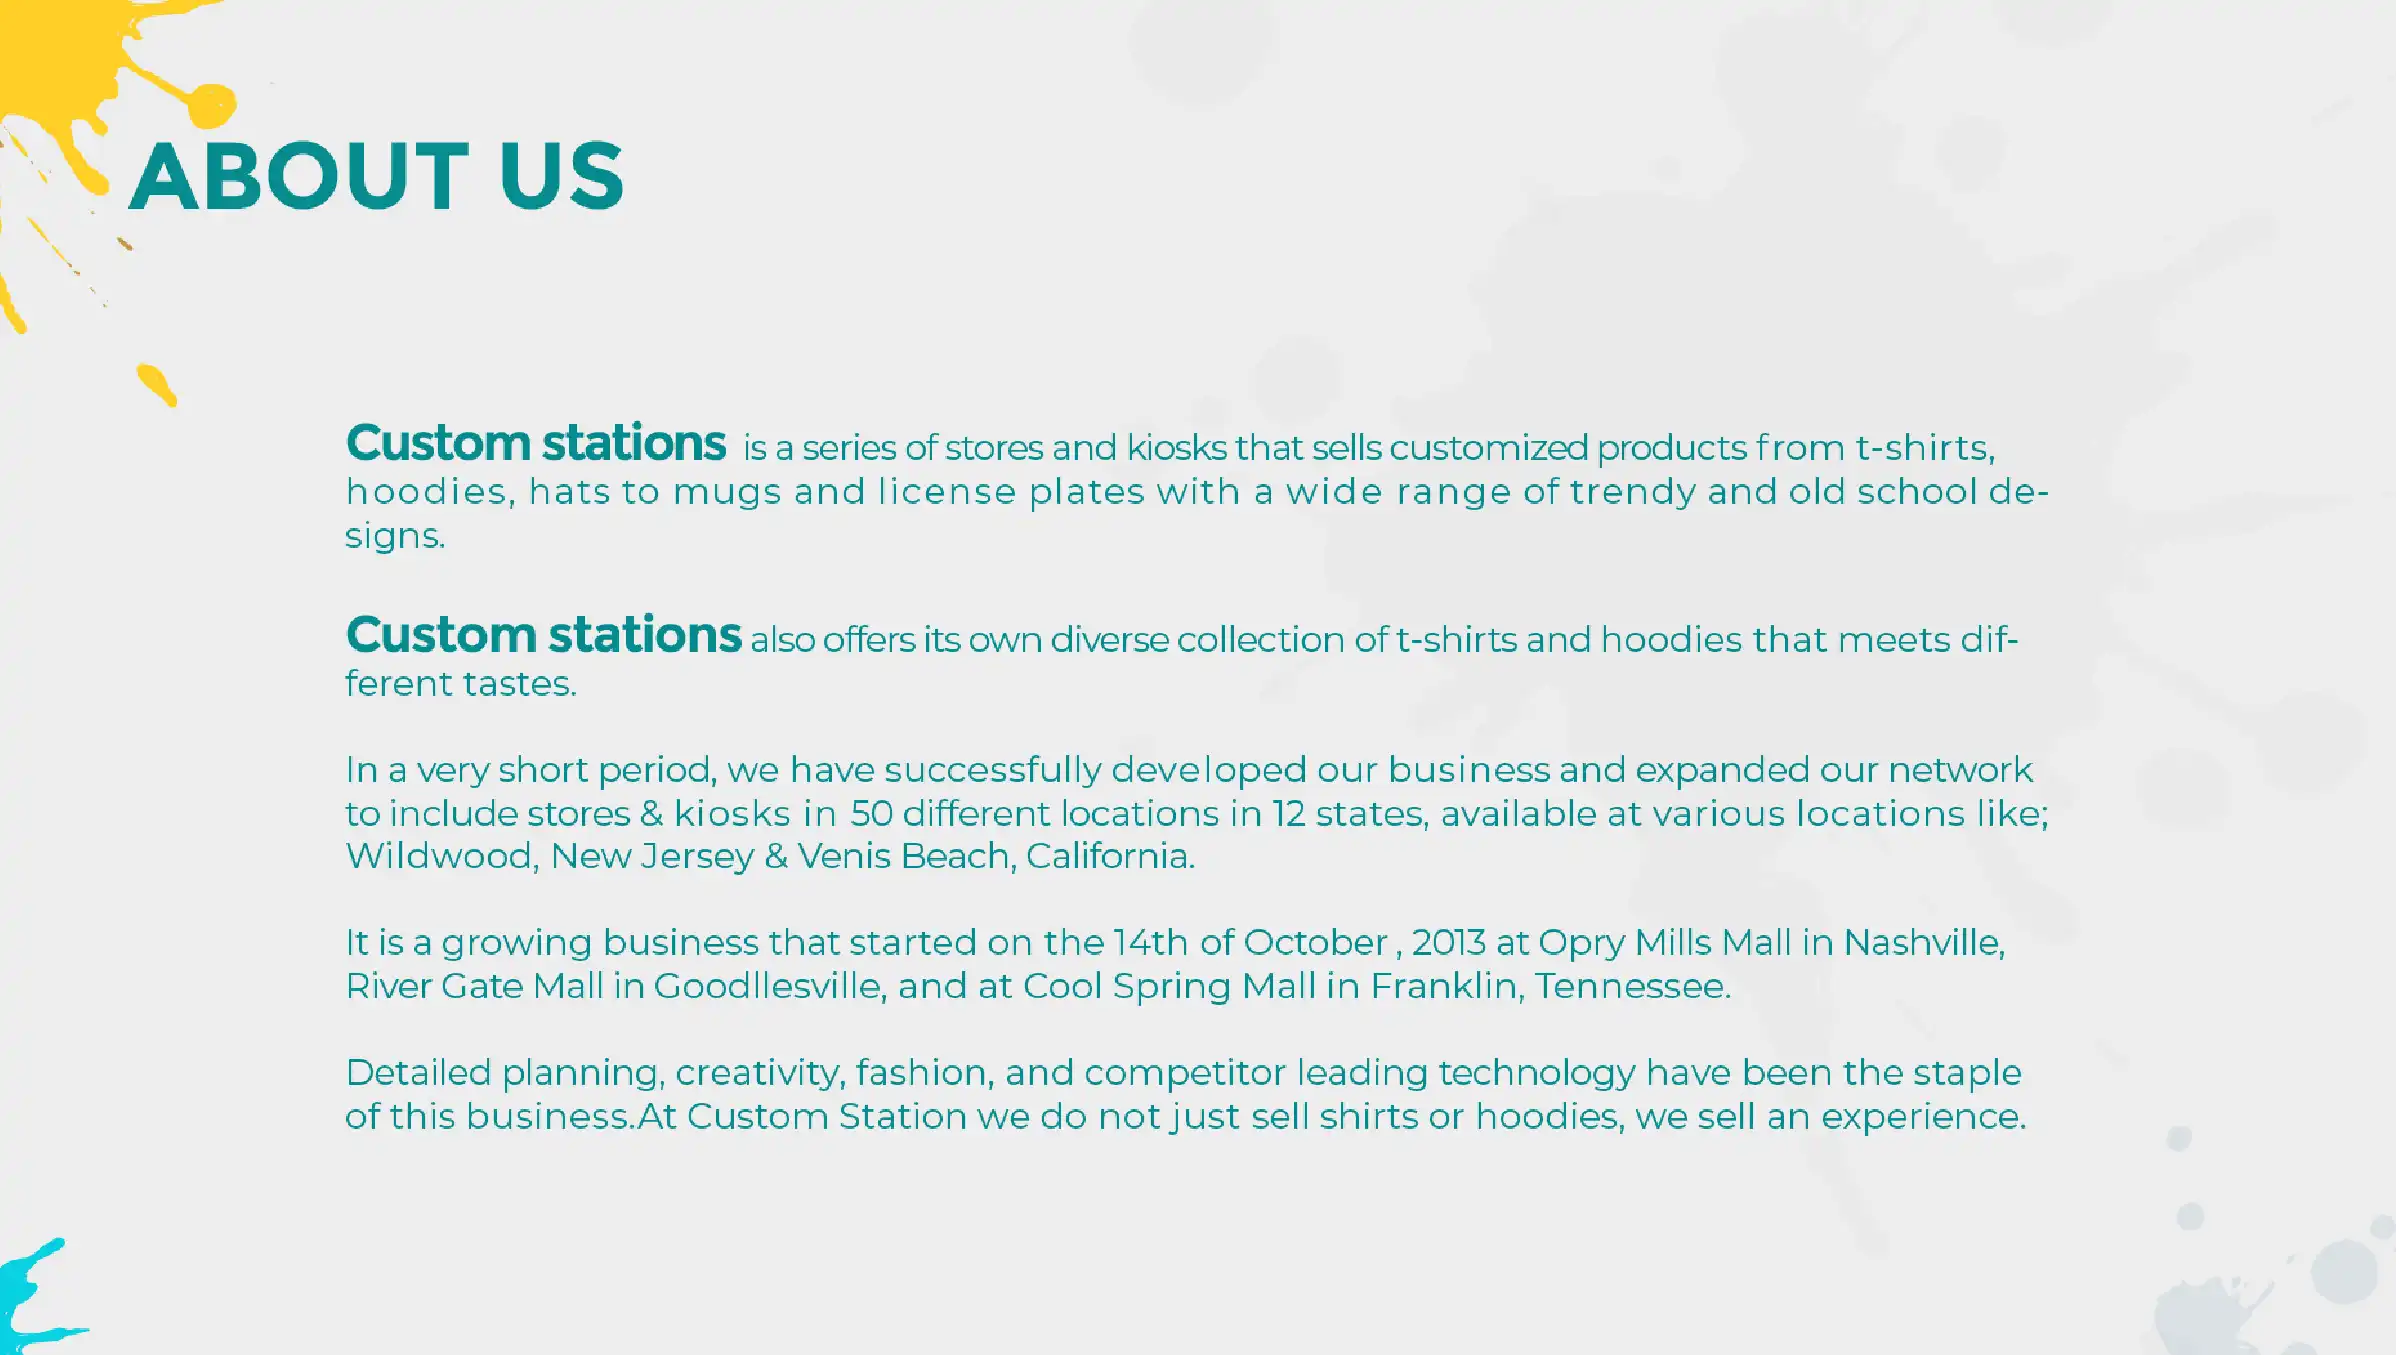 ABOUT US
Custom stations is a series of stores and kiosks that sells customized products from t-shirts,
hoodies, hats to mugs and license plates with a wide range of trendy and old school de-
signs.
Custom stations also offers its own diverse collection of t-shirts and hoodies that meets dif-
ferent tastes.
In a very short period, we have successfully developed our business and expanded our network
to include stores & kiosks in 50 different locations in 12 states, available at various locations like;
Wildwood, New Jersey & Venis Beach, California.
It is a growing business that started on the 14th of October, 2013 at Opry Mills Mall in Nashville,
River Gate Mall in Goodllesville, and at Cool Spring Mall in Franklin, Tennessee.
Detailed planning, creativity, fashion, and competitor leading technology have been the staple
of this business.At Custom Station we do not just sell shirts or hoodies, we sell an experience.